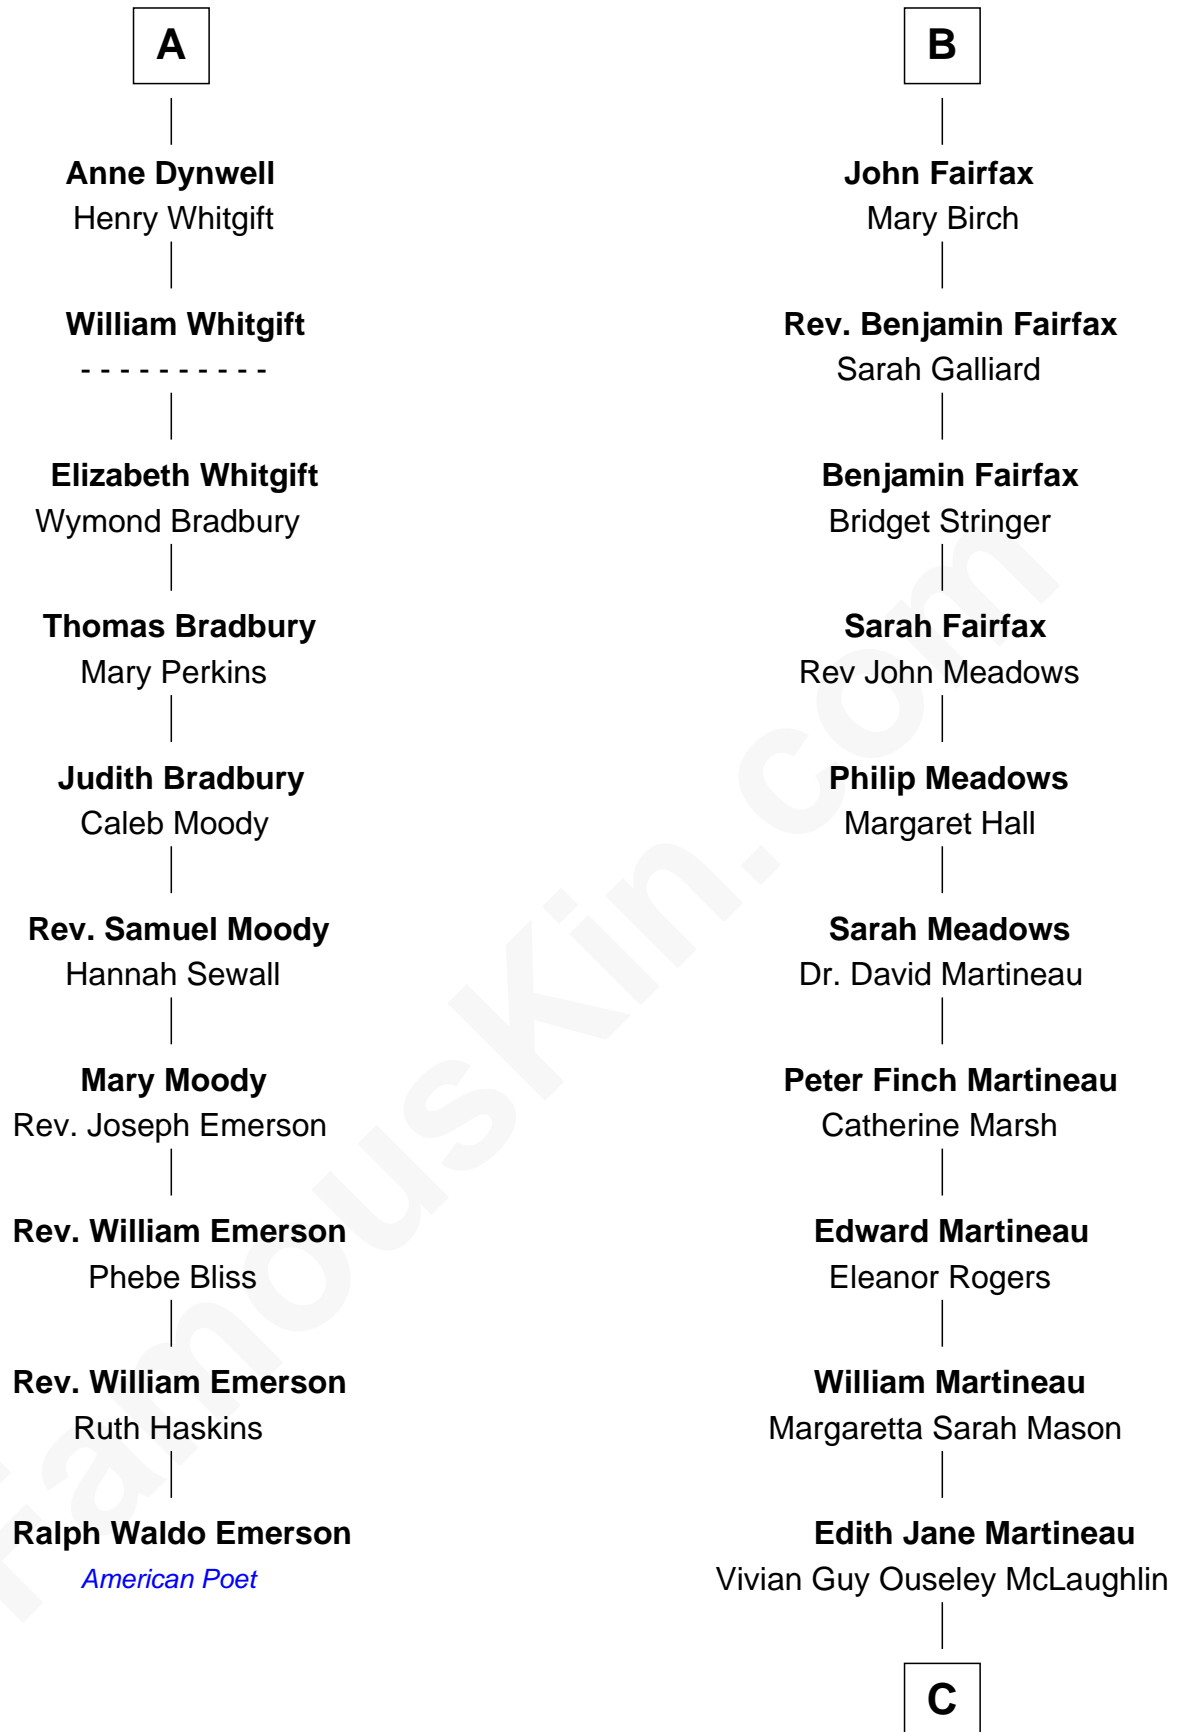 A
Anne Dynwell
Henry Whitgift
William Whitgift
- - - - - - - - - -
Elizabeth Whitgift
Wymond Bradbury
Thomas Bradbury
Mary Perkins
Judith Bradbury
Caleb Moody
Rev. Samuel Moody
Hannah Sewall
Mary Moody
Rev. Joseph Emerson
Rev. William Emerson
Phebe Bliss
Rev. William Emerson
Ruth Haskins
Ralph Waldo Emerson
American Poet
B
John Fairfax
Mary Birch
Rev. Benjamin Fairfax
Sarah Galliard
Benjamin Fairfax
Bridget Stringer
Sarah Fairfax
Rev John Meadows
Philip Meadows
Margaret Hall
Sarah Meadows
Dr. David Martineau
Peter Finch Martineau
Catherine Marsh
Edward Martineau
Eleanor Rogers
William Martineau
Margaretta Sarah Mason
Edith Jane Martineau
Vivian Guy Ouseley McLaughlin
C
FamousKin.com